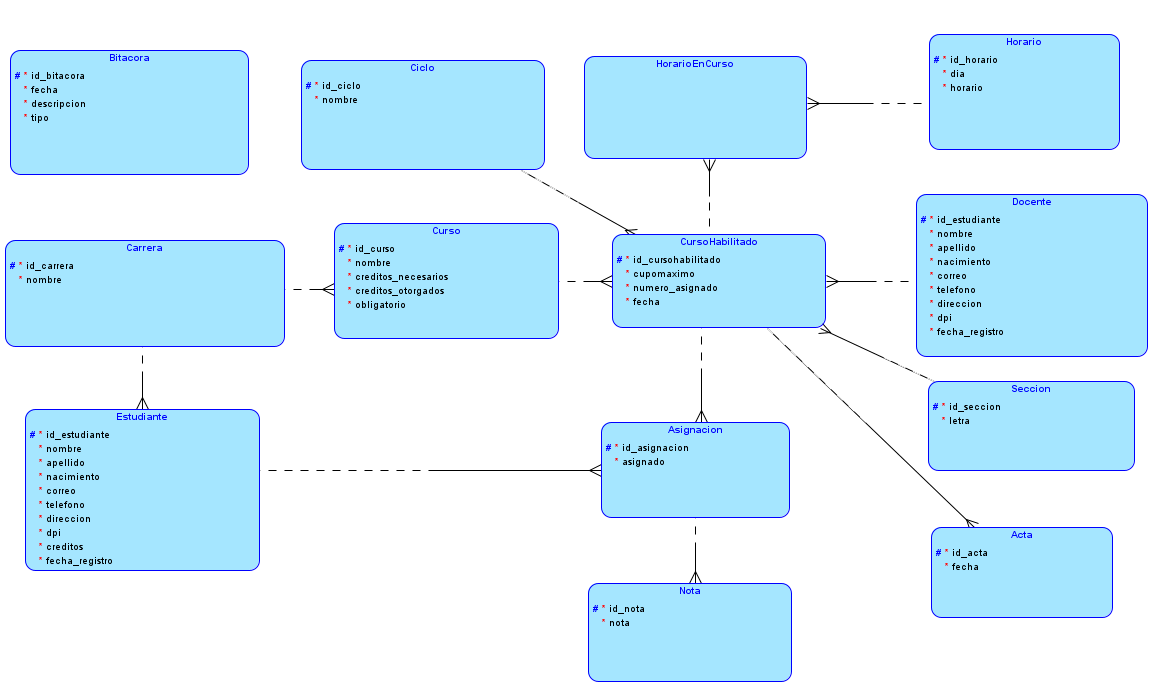 Bitacora
# * id_bitacora
* fecha
* descripcion
* tipo
Ciclo
# * id_ciclo
* nombre
HorarioEnCurso
Horario
# * id_horario
* dia
* horario
Carrera
# * id_carrera
* nombre
Curso
# * id_curso
* nombre
* creditos_necesarios
* creditos_otorgados
* obligatorio
CursoHabilitado
# * id_cursohabilitado
* cupomaximo
* numero_asignado
* fecha
Docente
# * id_estudiante
* nombre
* apellido
* nacimiento
* correo
* telefono
* direccion
* dpi
* fecha_registro
Seccion
# * id_seccion
* letra
Estudiante
# * id_estudiante
* nombre
* apellido
* nacimiento
* correo
* telefono
* direccion
* dpi
* creditos
* fecha_registro
Asignacion
# * id_asignacion
* asignado
Acta
# * id_acta
* fecha
Nota
# * id_nota
* nota